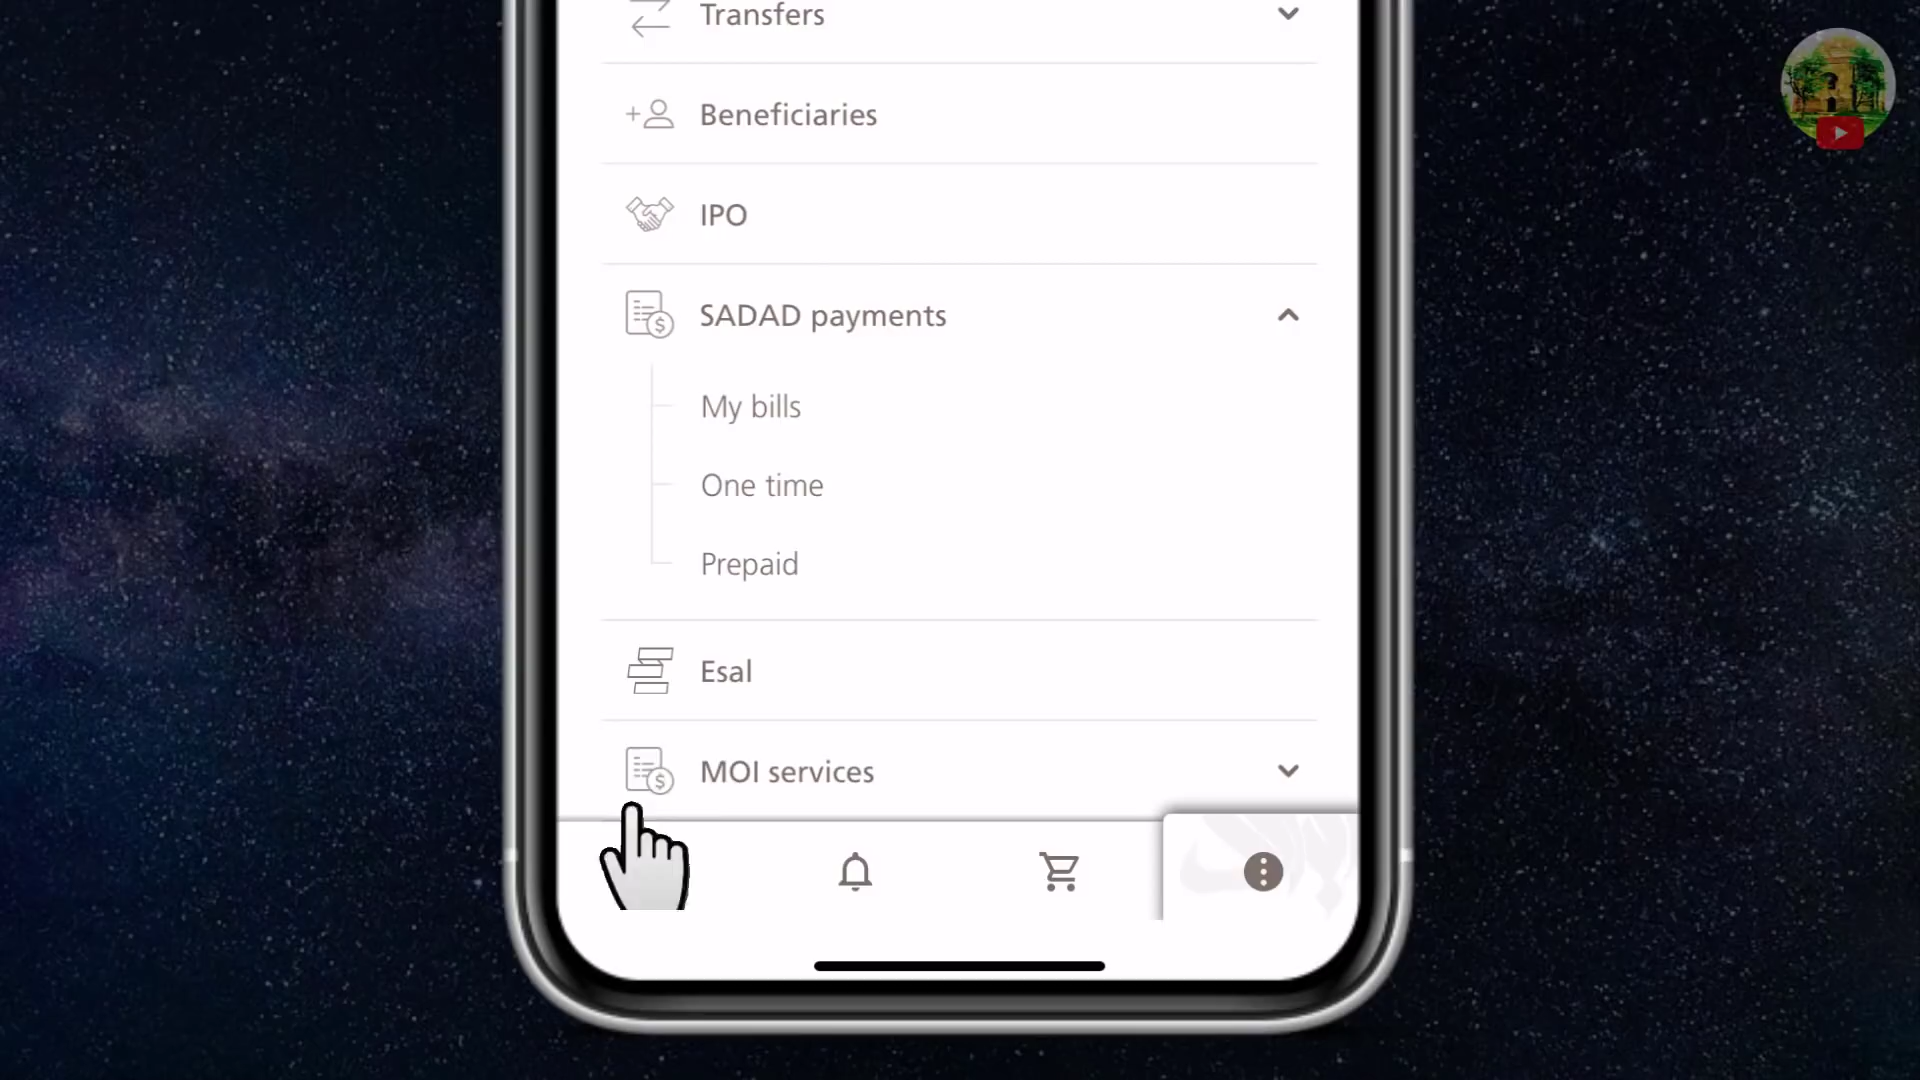 Transfers
Beneficiaries
IPO
SADAD payments
My bills
One time
Prepaid
Esal
MOI services